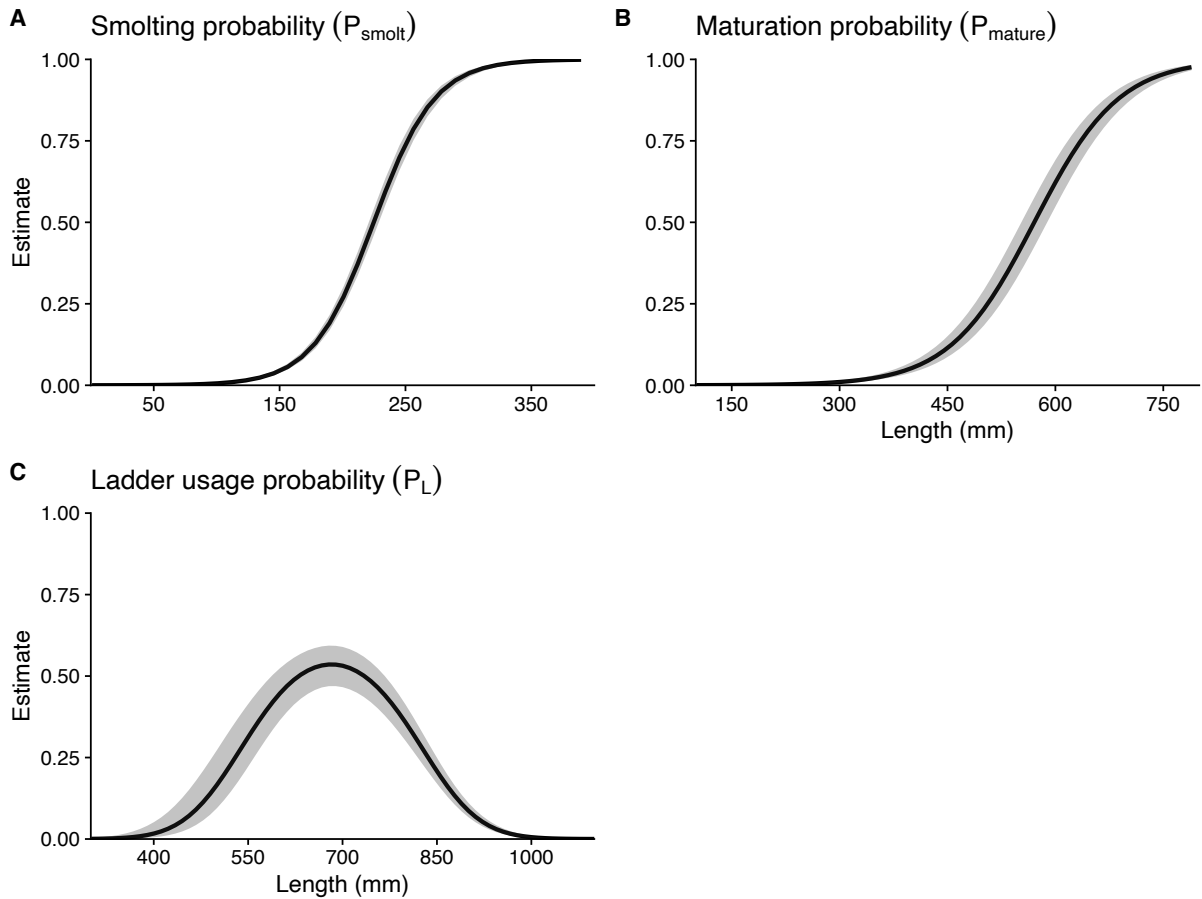 A
Smolting probability (Psmolt)
1.00
0.75
0.50
0.25
0.00
Estimate
50 150 250 350
B
Maturation probability (Pmature)
1.00
0.75
0.50
0.25
0.00
150 300 450 600 750
Length (mm)
C
Ladder usage probability (PL)
1.00
0.75
0.50
0.25
0.00
Estimate
400 550 700 850 1000
Length (mm)